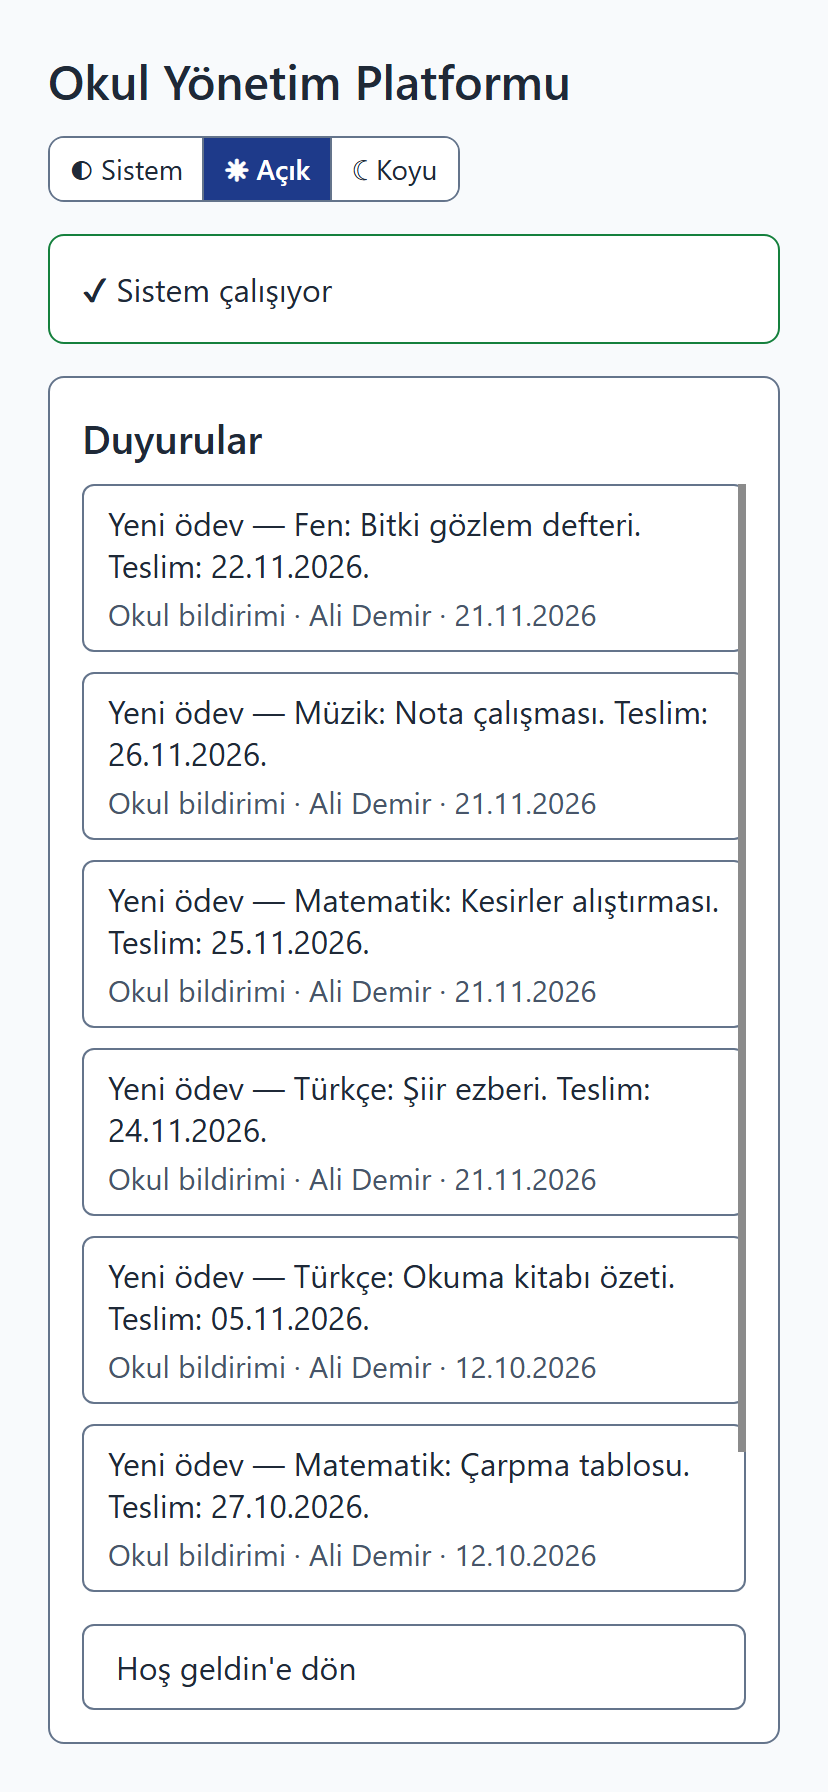 Okul Yönetim Platformu
◐ Sistem
✱ Açık
☾ Koyu
✓ Sistem çalışıyor
Duyurular
Yeni ödev — Fen: Bitki gözlem defteri.
Teslim: 22.11.2026.
Okul bildirimi · Ali Demir · 21.11.2026
Yeni ödev — Müzik: Nota çalışması. Teslim:
26.11.2026.
Okul bildirimi · Ali Demir · 21.11.2026
Yeni ödev — Matematik: Kesirler alıştırması.
Teslim: 25.11.2026.
Okul bildirimi · Ali Demir · 21.11.2026
Yeni ödev — Türkçe: Şiir ezberi. Teslim:
24.11.2026.
Okul bildirimi · Ali Demir · 21.11.2026
Yeni ödev — Türkçe: Okuma kitabı özeti.
Teslim: 05.11.2026.
Okul bildirimi · Ali Demir · 12.10.2026
Yeni ödev — Matematik: Çarpma tablosu.
Teslim: 27.10.2026.
Okul bildirimi · Ali Demir · 12.10.2026
Hoş geldin'e dön